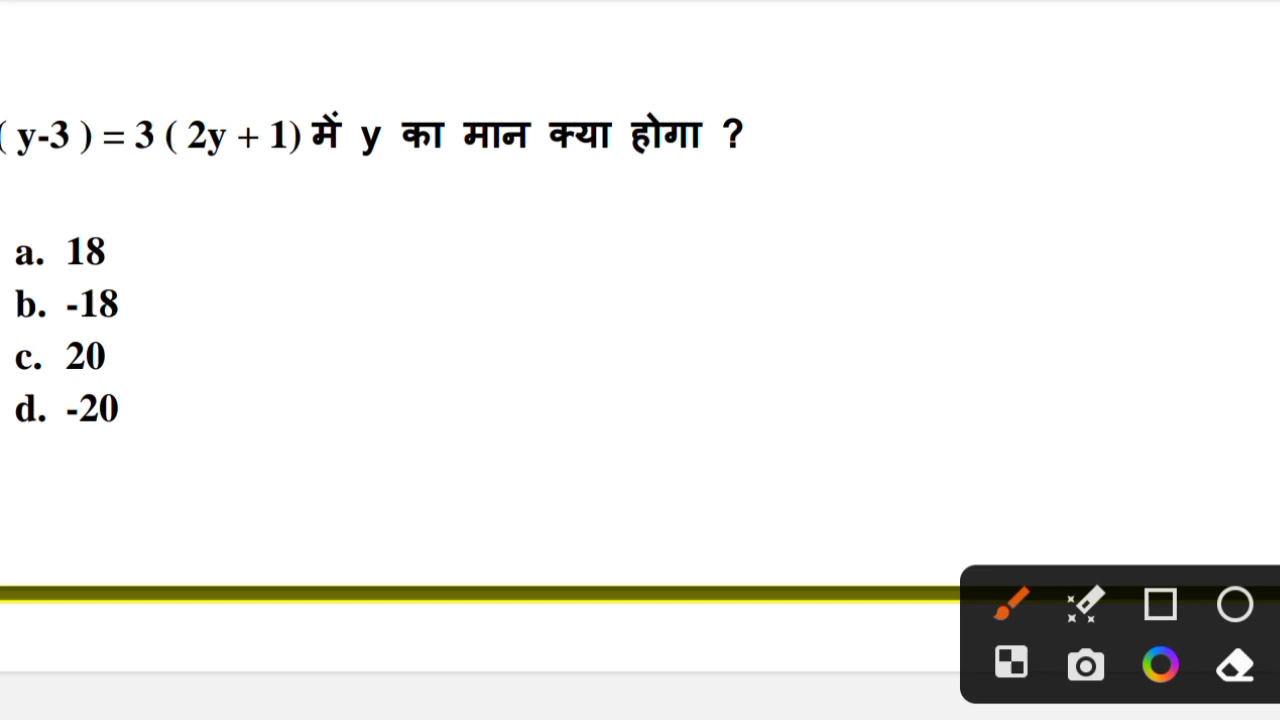 ( y-3 ) = 3 ( 2y + 1) में y का मान क्या होगा ?
a. 18
b. -18
c. 20
d. -20